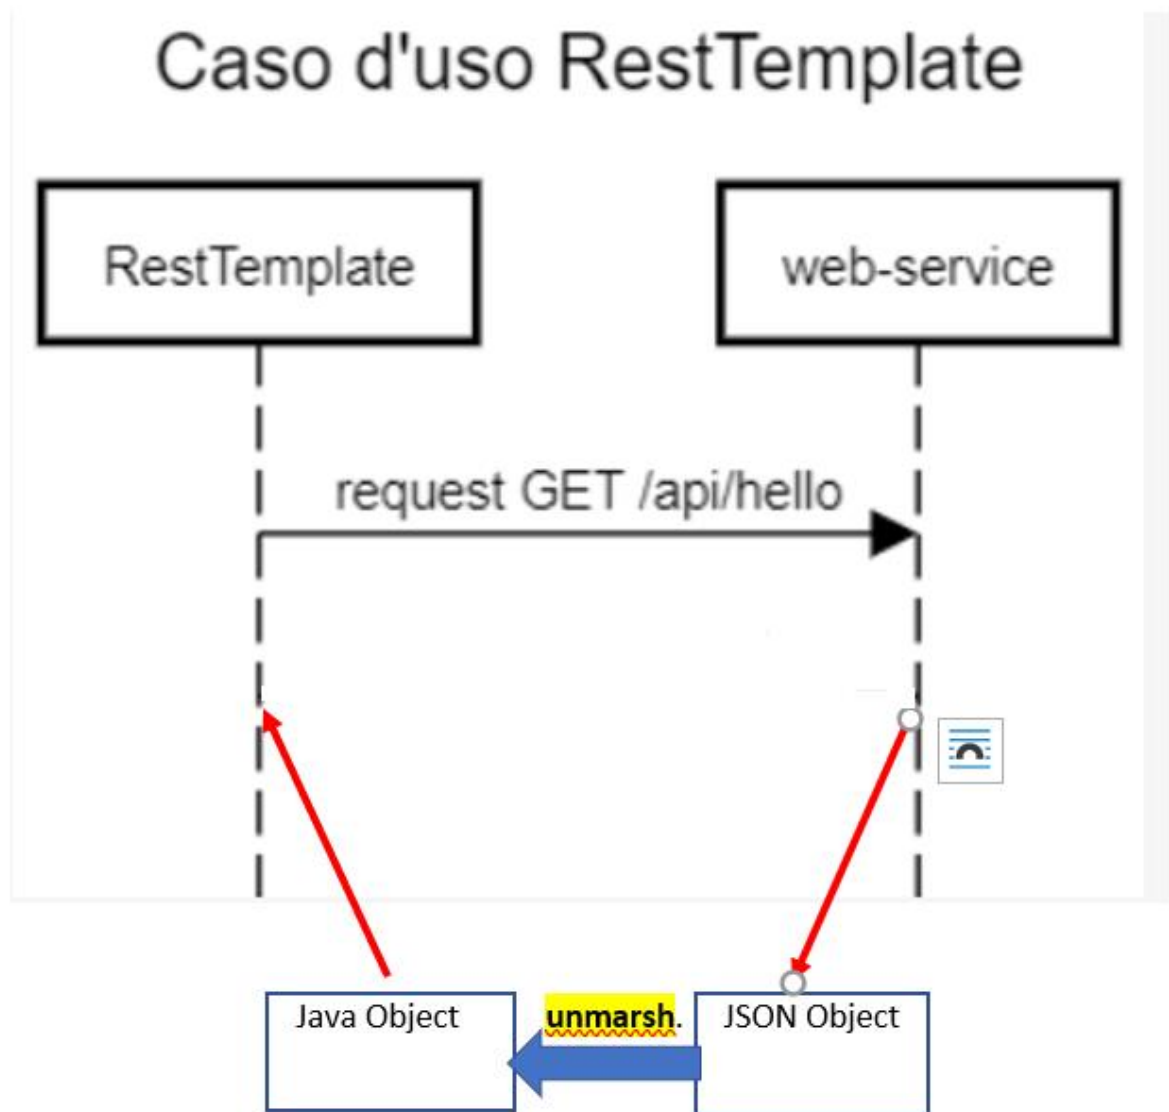 Caso d'uso RestTemplate
RestTemplate
web-service
request GET /api/hello
Java Object
unmarsh.
JSON Object